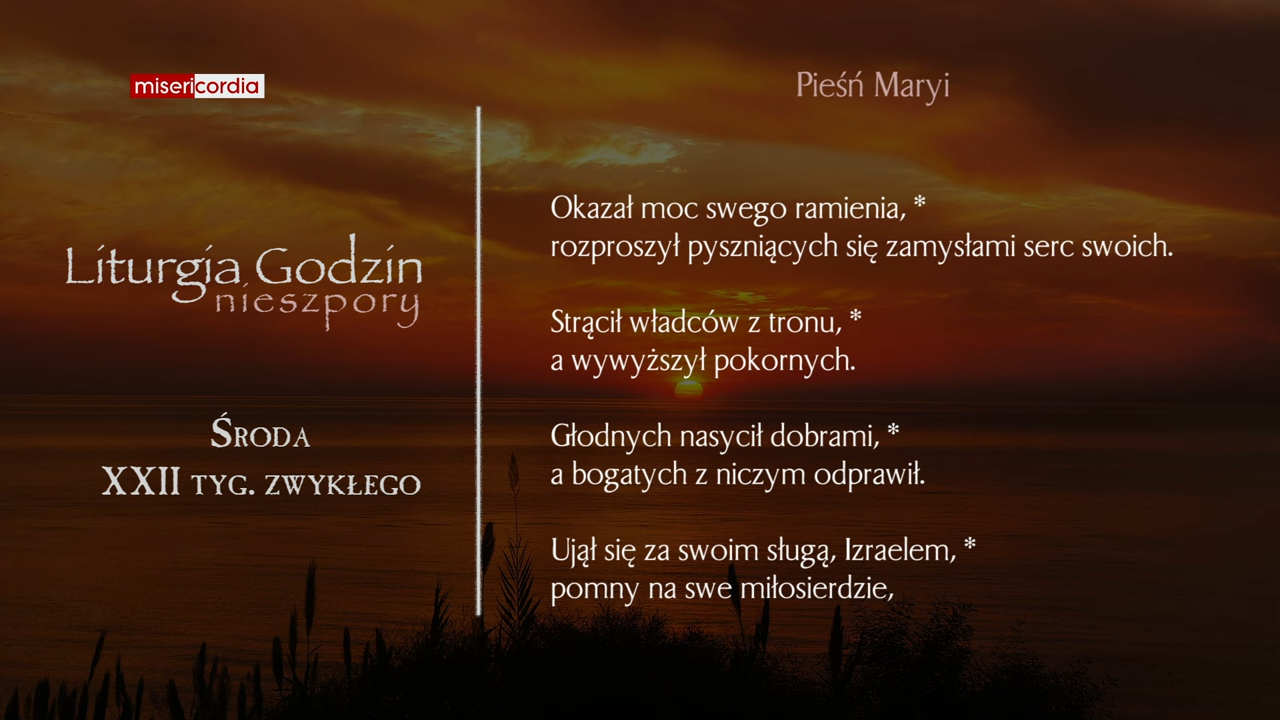 misericordia
Liturgia Godzin
nieszpory
Środa
XXII tyg. zwykłego
Pieśń Maryi
Okazał moc swego ramienia, *
rozproszył pyszniących się zamysłami serc swoich.
Strącił władców z tronu, *
a wywyższył pokornych.
Głodnych nasycił dobrami, *
a bogatych z niczym odprawił.
Ujął się za swoim sługą, Izraelem, *
pomny na swe miłosierdzie,